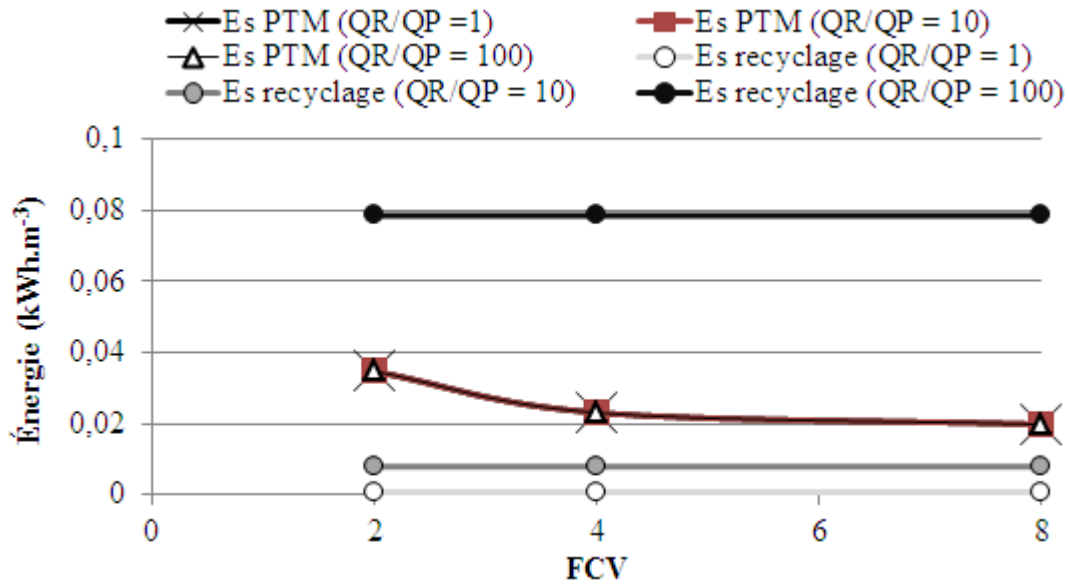 Es PTM (QR/QP =1)
Es PTM (QR/QP = 10)
Es PTM (QR/QP = 100)
Es recyclage (QR/QP = 1)
Es recyclage (QR/QP = 10)
Es recyclage (QR/QP = 100)
0,1
0,08
0,06
0,04
0,02
0
Énergie (kWh.m-3)
0 2 4 6 8
FCV